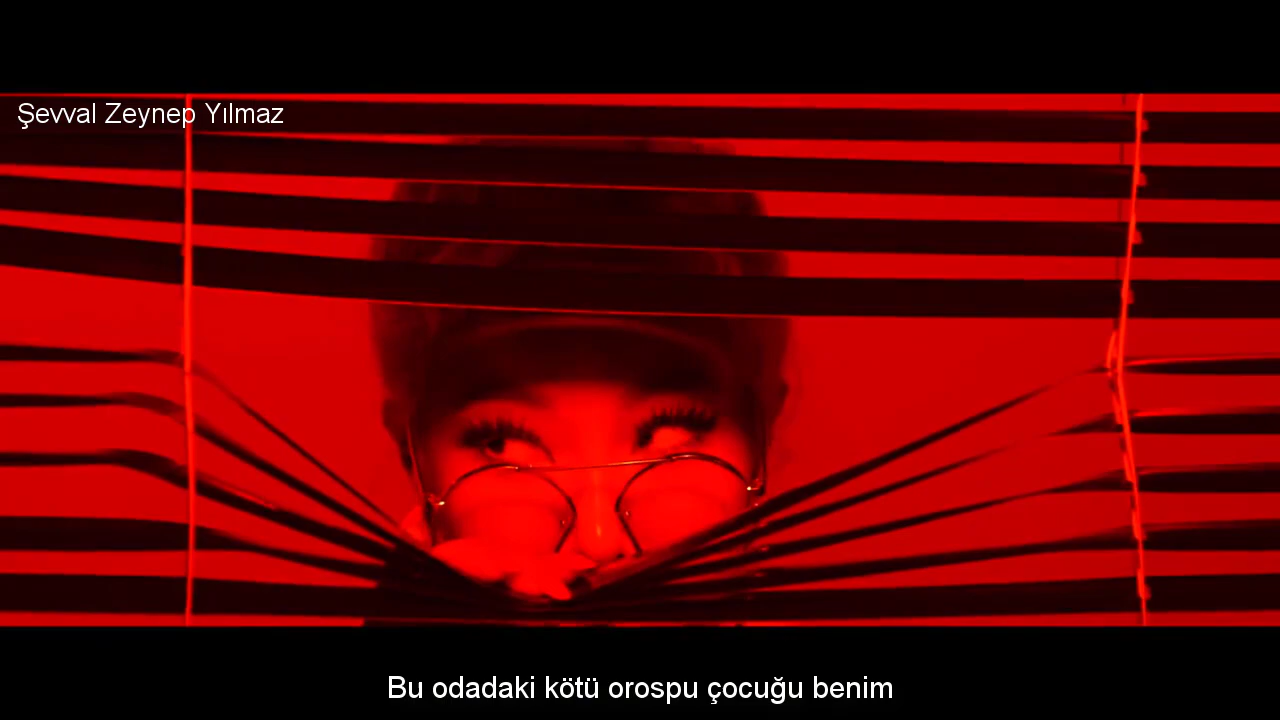 Şevval Zeynep Yılmaz
Bu odadaki kötü orospu çocuğu benim